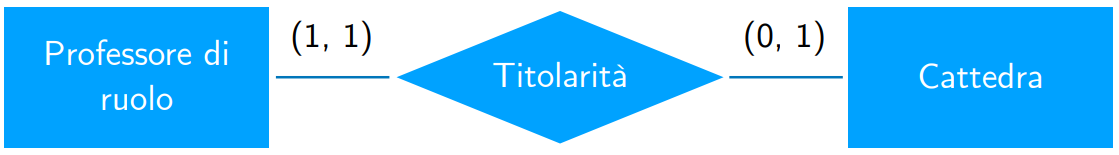 Professore di
ruolo
(1, 1)
Titolarità
(0, 1)
Cattedra